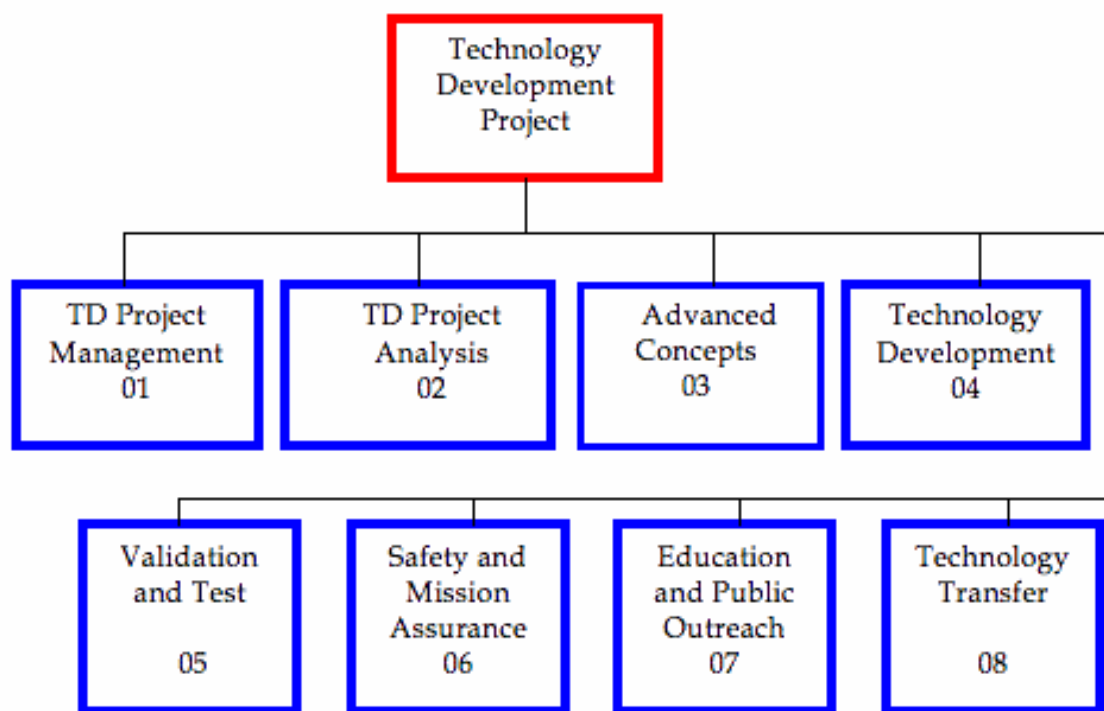 Technology
Development
Project
TD Project
Management
01
TD Project
Analysis
02
Advanced
Concepts
03
Technology
Development
04
Validation
and Test
05
Safety and
Mission
Assurance
06
Education
and Public
Outreach
07
Technology
Transfer
08